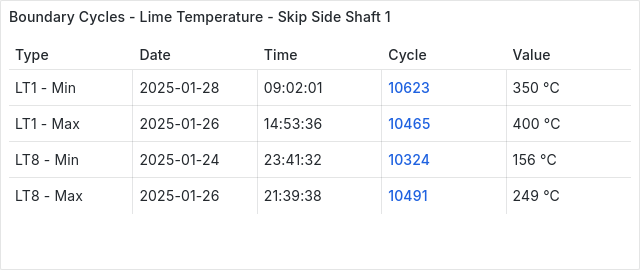 Boundary Cycles - Lime Temperature - Skip Side Shaft 1
Type Date Time Cycle Value
LT1 - Min 2025-01-28 09:02:01 10623 350 °C
LT1 - Max 2025-01-26 14:53:36 10465 400 °C
LT8 - Min 2025-01-24 23:41:32 10324 156 °C
LT8 - Max 2025-01-26 21:39:38 10491 249 °C